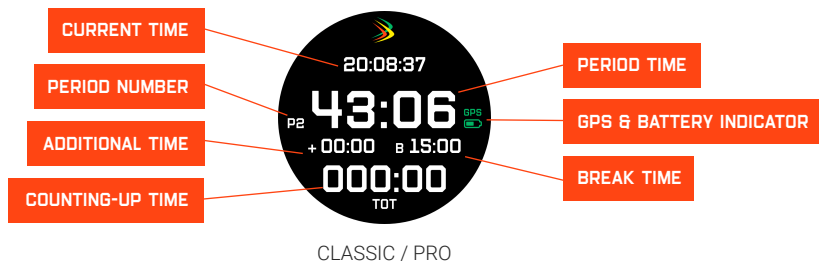 CURRENT TIME
PERIOD NUMBER
ADDITIONAL TIME
COUNTING-UP TIME
20:08:37
P2 43:06 GPS
+ 00:00 B 15:00
000:00
TOT
PERIOD TIME
GPS & BATTERY INDICATOR
BREAK TIME
CLASSIC / PRO